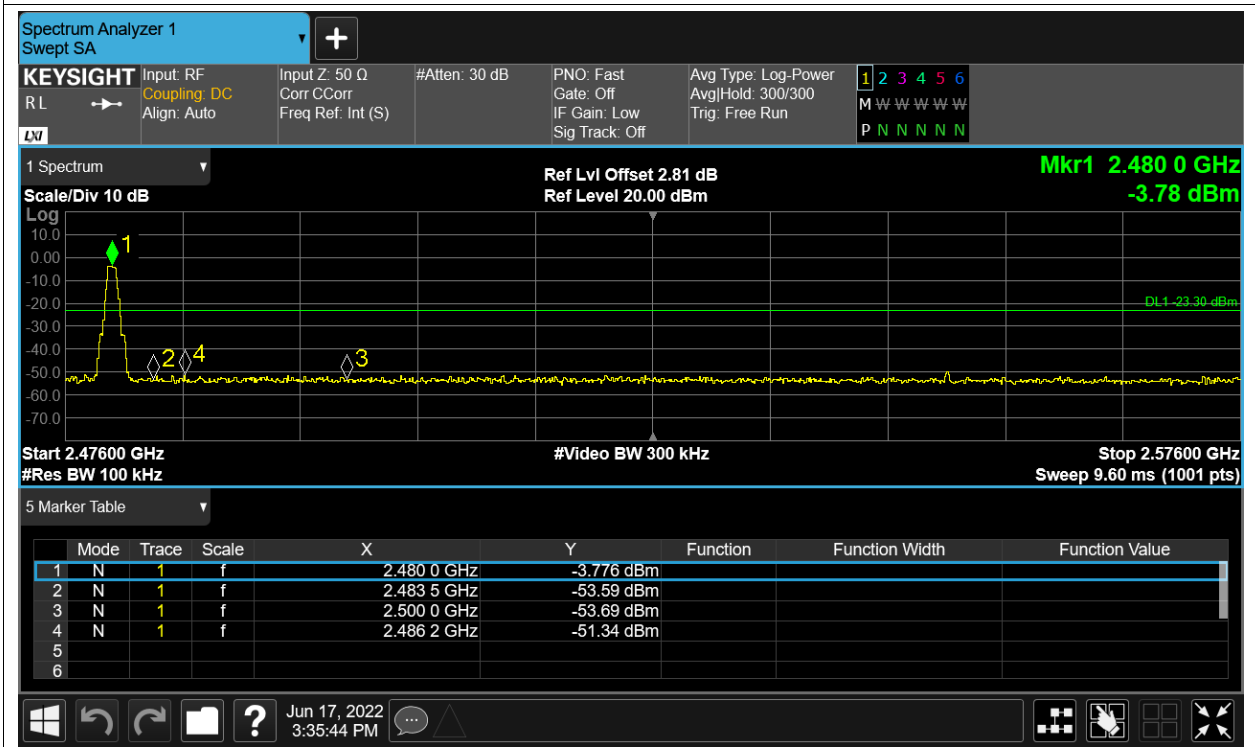 Spectrum Analyzer 1
Swept SA
+
KEYSIGHT Input: RF Input Z: 50 Ω #Atten: 30 dB PNO: Fast Avg Type: Log-Power 1 2 3 4 5 6
R L Coupling: DC Corr CCorr Gate: Off Avg|Hold: 300/300 M W W W W W
Align: Auto Freq Ref: Int (S) IF Gain: Low Trig: Free Run
LXI Sig Track: Off P N N N N N
1 Spectrum Ref Lvl Offset 2.81 dB Mkr1 2.480 0 GHz
Scale/Div 10 dB Ref Level 20.00 dBm -3.78 dBm
Log
10.0 1
0.00
-10.0
-20.0 DL1 -23.30 dBm
-30.0
-40.0 2 4 3
-50.0
-60.0
-70.0
Start 2.47600 GHz #Video BW 300 kHz Stop 2.57600 GHz
#Res BW 100 kHz Sweep 9.60 ms (1001 pts)
5 Marker Table
Mode Trace Scale X Y Function Function Width Function Value
1 N 1 f 2.480 0 GHz -3.776 dBm
2 N 1 f 2.483 5 GHz -53.59 dBm
3 N 1 f 2.500 0 GHz -53.69 dBm
4 N 1 f 2.486 2 GHz -51.34 dBm
5
6
? Jun 17, 2022
3:35:44 PM